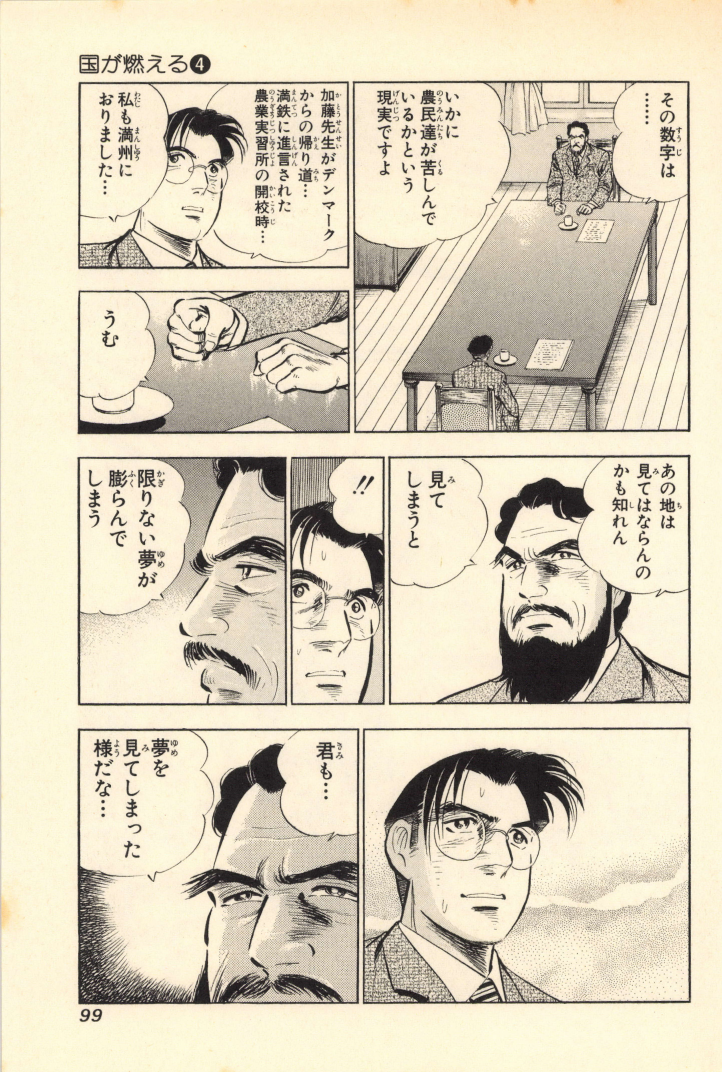 国が燃える❹
その数字は
……
いかに
農民達が苦しんで
いるかという
現実ですよ
加藤先生がデンマーク
からの帰り道…
満鉄に進言された
農業実習所の開校時…
私も満州に
おりました…
うむ
あの地は
見てはならんの
かも知れん
見て
しまうと
!!
限りない夢が
膨らんで
しまう
君も…
夢を
見てしまった
様だな…
99